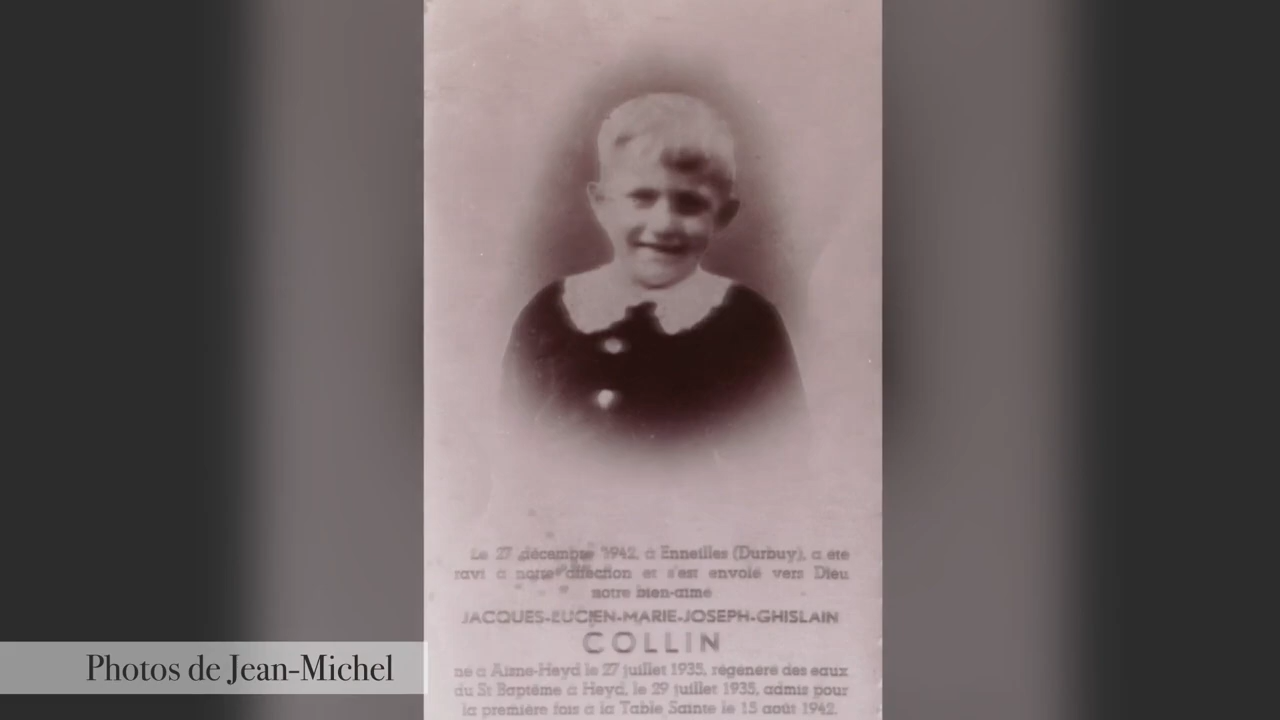 Le 27 décembre 1942, à Enneilles (Durbuy), a été
ravi à notre affection et s'est envolé vers Dieu
notre bien-aimé
JACQUES-LUCIEN-MARIE-JOSEPH-GHISLAIN
COLLIN
né à Aisne-Heyd le 27 juillet 1935, régénéré des eaux
du St Baptême à Heyd, le 29 juillet 1935, admis pour
la première fois à la Table Sainte le 15 août 1942.
Photos de Jean-Michel